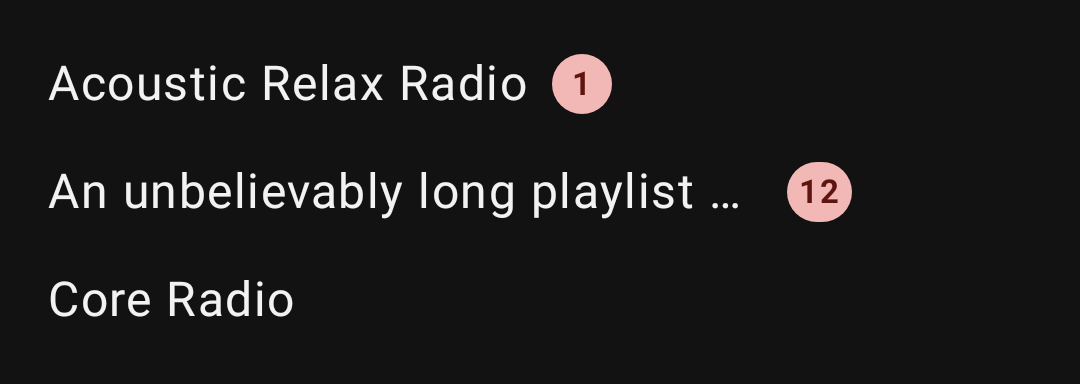 Acoustic Relax Radio 1
An unbelievably long playlist … 12
Core Radio